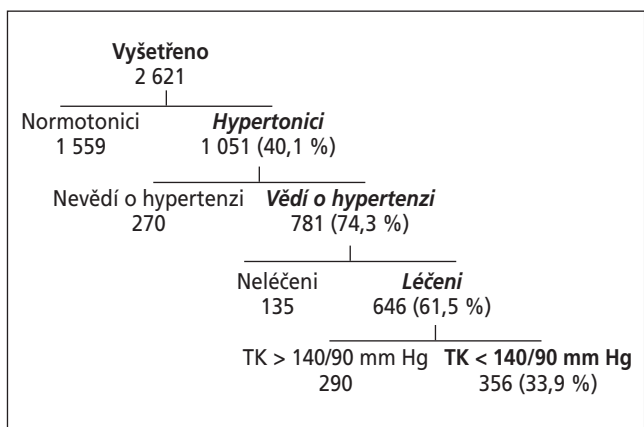 Vyšetřeno
2 621
Normotonici Hypertonici
1 559 1 051 (40,1 %)
Nevědí o hypertenzi Vědí o hypertenzi
270 781 (74,3 %)
Neléčeni Léčeni
135 646 (61,5 %)
TK > 140/90 mm Hg TK < 140/90 mm Hg
290 356 (33,9 %)